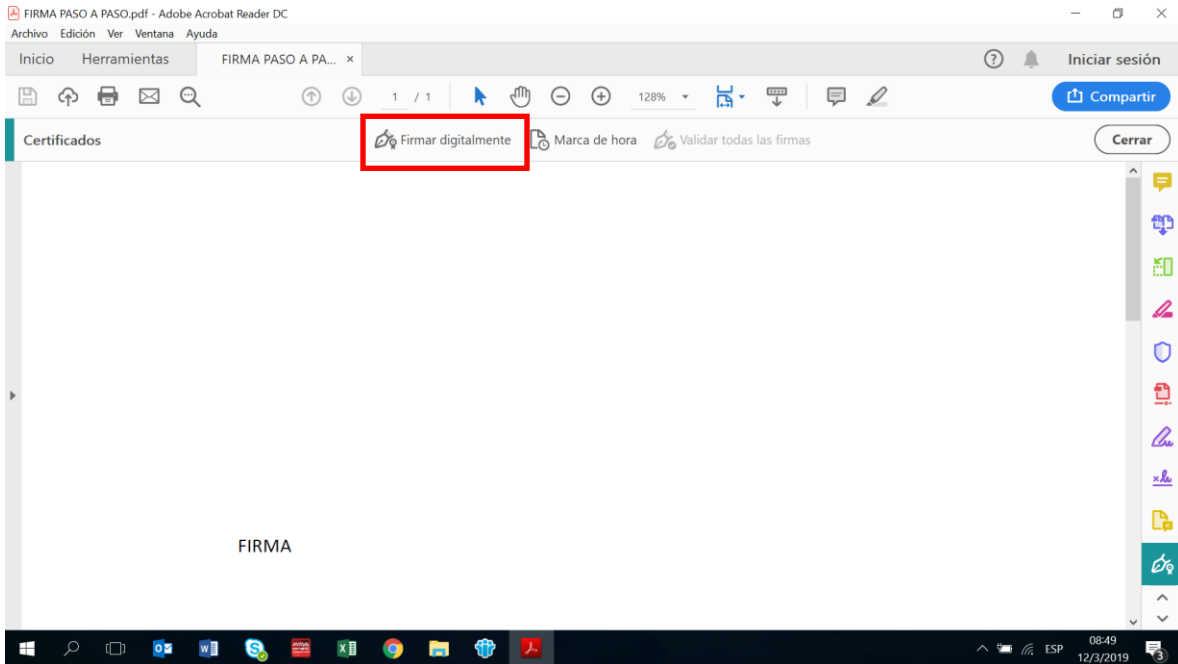 FIRMA PASO A PASO.pdf - Adobe Acrobat Reader DC
Archivo Edición Ver Ventana Ayuda
Inicio Herramientas FIRMA PASO A PA... × Iniciar sesión
1 / 1 128% Compartir
Certificados Firmar digitalmente Marca de hora Validar todas las firmas Cerrar
FIRMA
ESP 08:49
12/3/2019 3